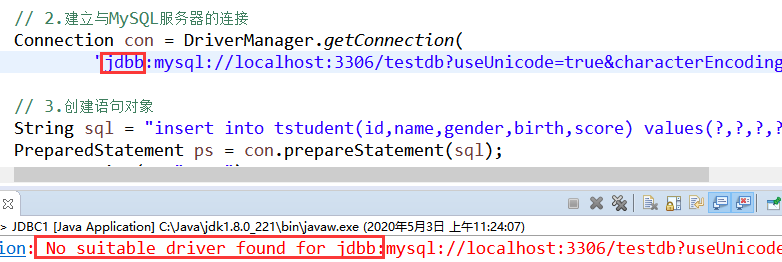 // 2.建立与MySQL服务器的连接
Connection con = DriverManager.getConnection(
"jdbb:mysql://localhost:3306/testdb?useUnicode=true&characterEncoding
// 3.创建语句对象
String sql = "insert into tstudent(id,name,gender,birth,score) values(?,?,?,?
PreparedStatement ps = con.prepareStatement(sql);
> JDBC1 [Java Application] C:\Java\jdk1.8.0_221\bin\javaw.exe (2020年5月3日 上午11:24:07)
ion: No suitable driver found for jdbb:mysql://localhost:3306/testdb?useUnicode